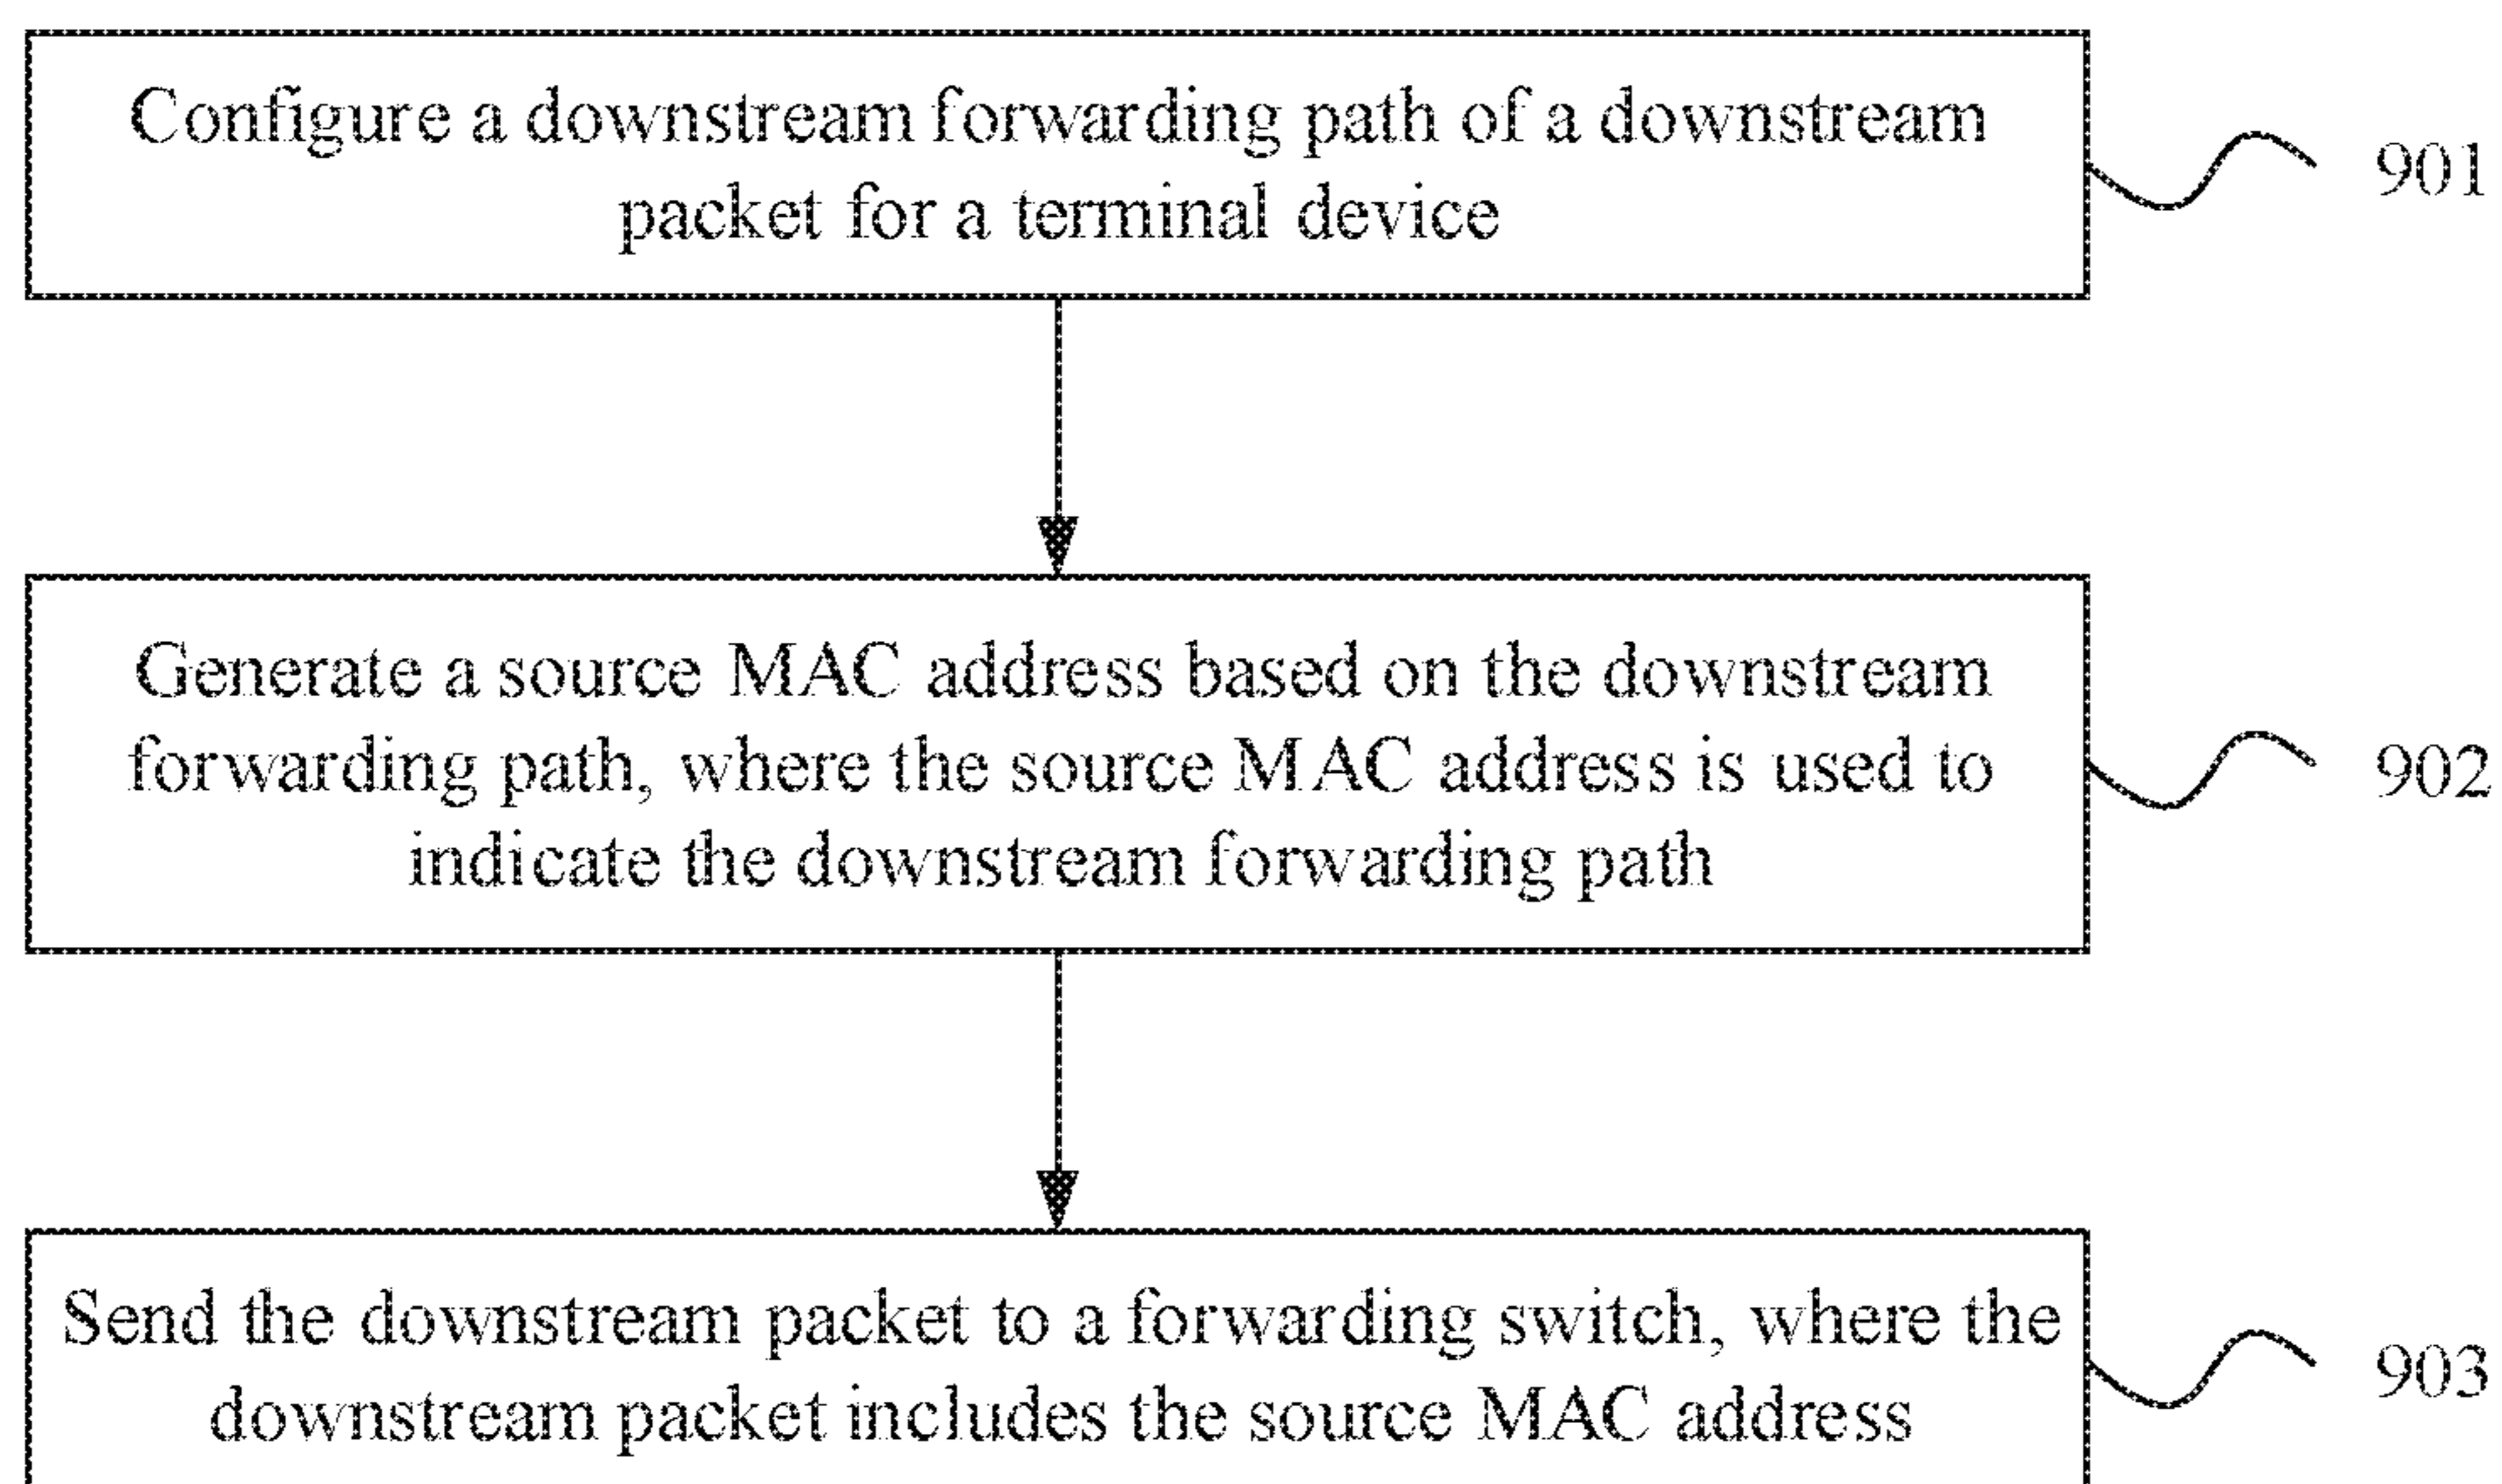 Configure a downstream forwarding path of a downstream
packet for a terminal device
901
Generate a source MAC address based on the downstream
forwarding path, where the source MAC address is used to
indicate the downstream forwarding path
902
Send the downstream packet to a forwarding switch, where the
downstream packet includes the source MAC address
903